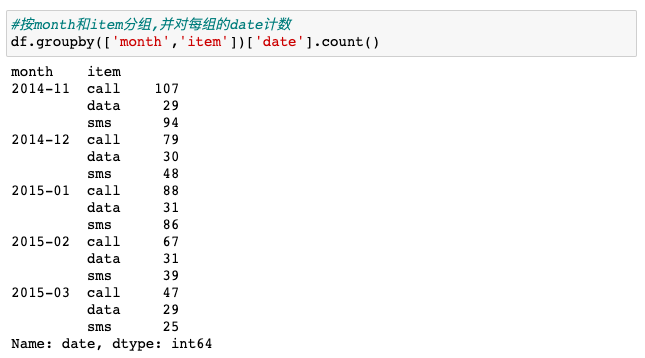 #按month和item分组,并对每组的date计数
df.groupby(['month','item'])['date'].count()
month    item
2014-11  call    107
         data     29
         sms      94
2014-12  call     79
         data     30
         sms      48
2015-01  call     88
         data     31
         sms      86
2015-02  call     67
         data     31
         sms      39
2015-03  call     47
         data     29
         sms      25
Name: date, dtype: int64